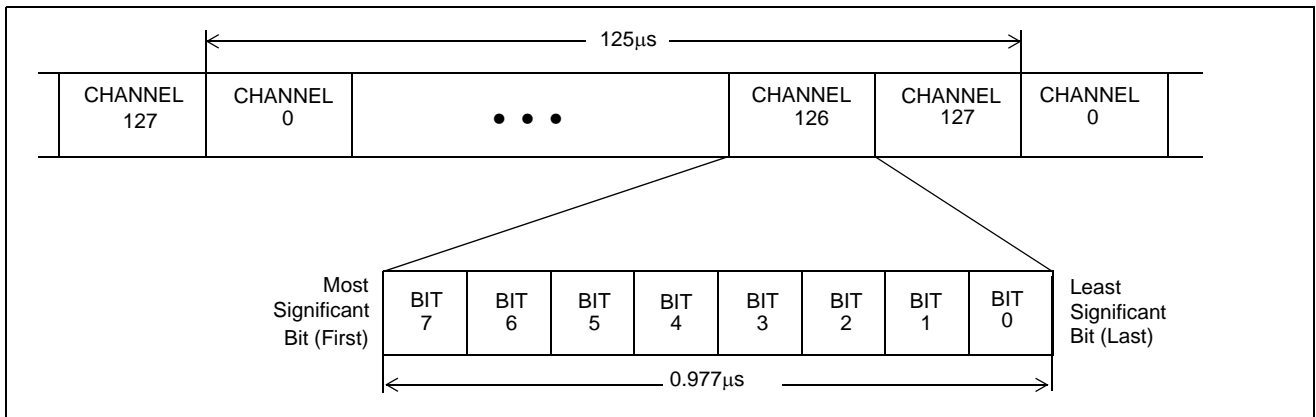 125μs
CHANNEL 127
CHANNEL 0
• • •
CHANNEL 126
CHANNEL 127
CHANNEL 0
Most
Significant
Bit (First)
BIT 7
BIT 6
BIT 5
BIT 4
BIT 3
BIT 2
BIT 1
BIT 0
Least
Significant
Bit (Last)
0.977μs